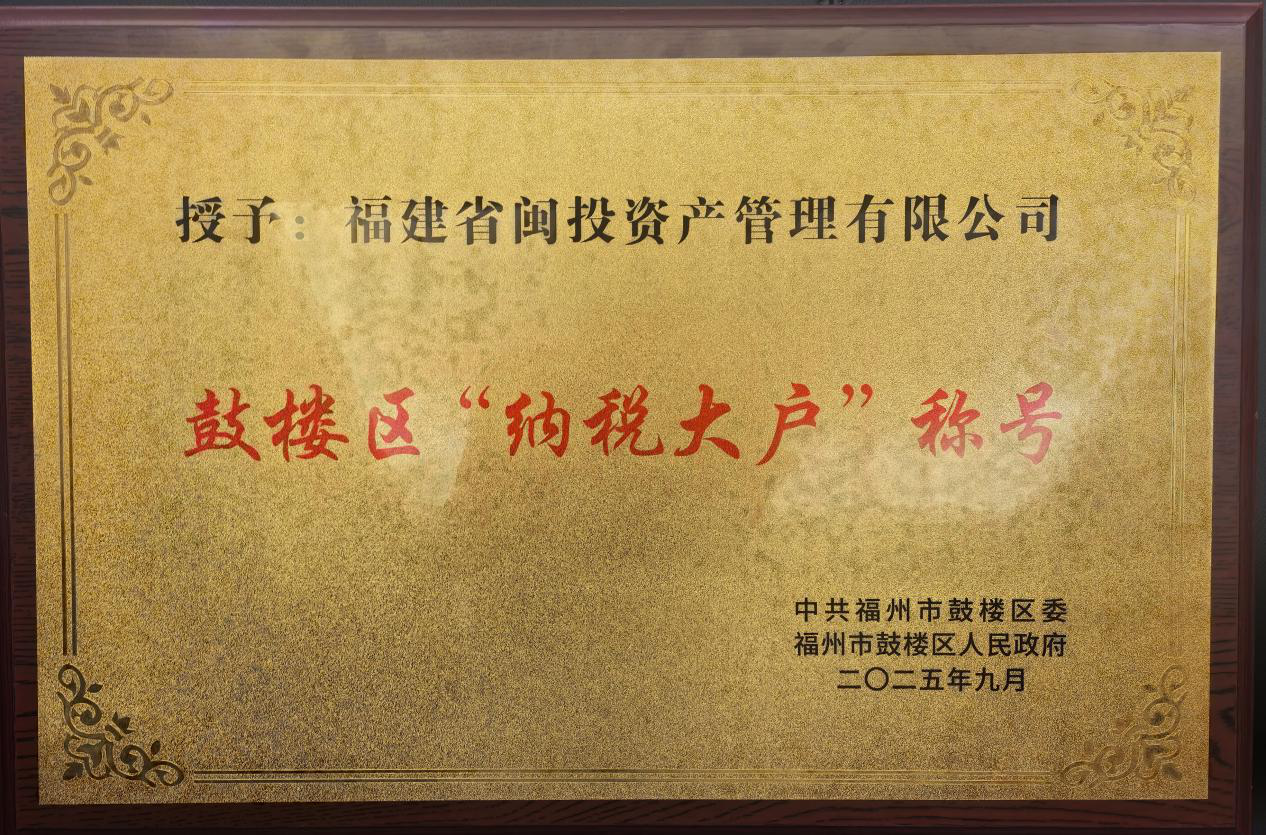 授予：福建省闽投资产管理有限公司
鼓楼区“纳税大户”称号
中共福州市鼓楼区委
福州市鼓楼区人民政府
二〇二五年九月